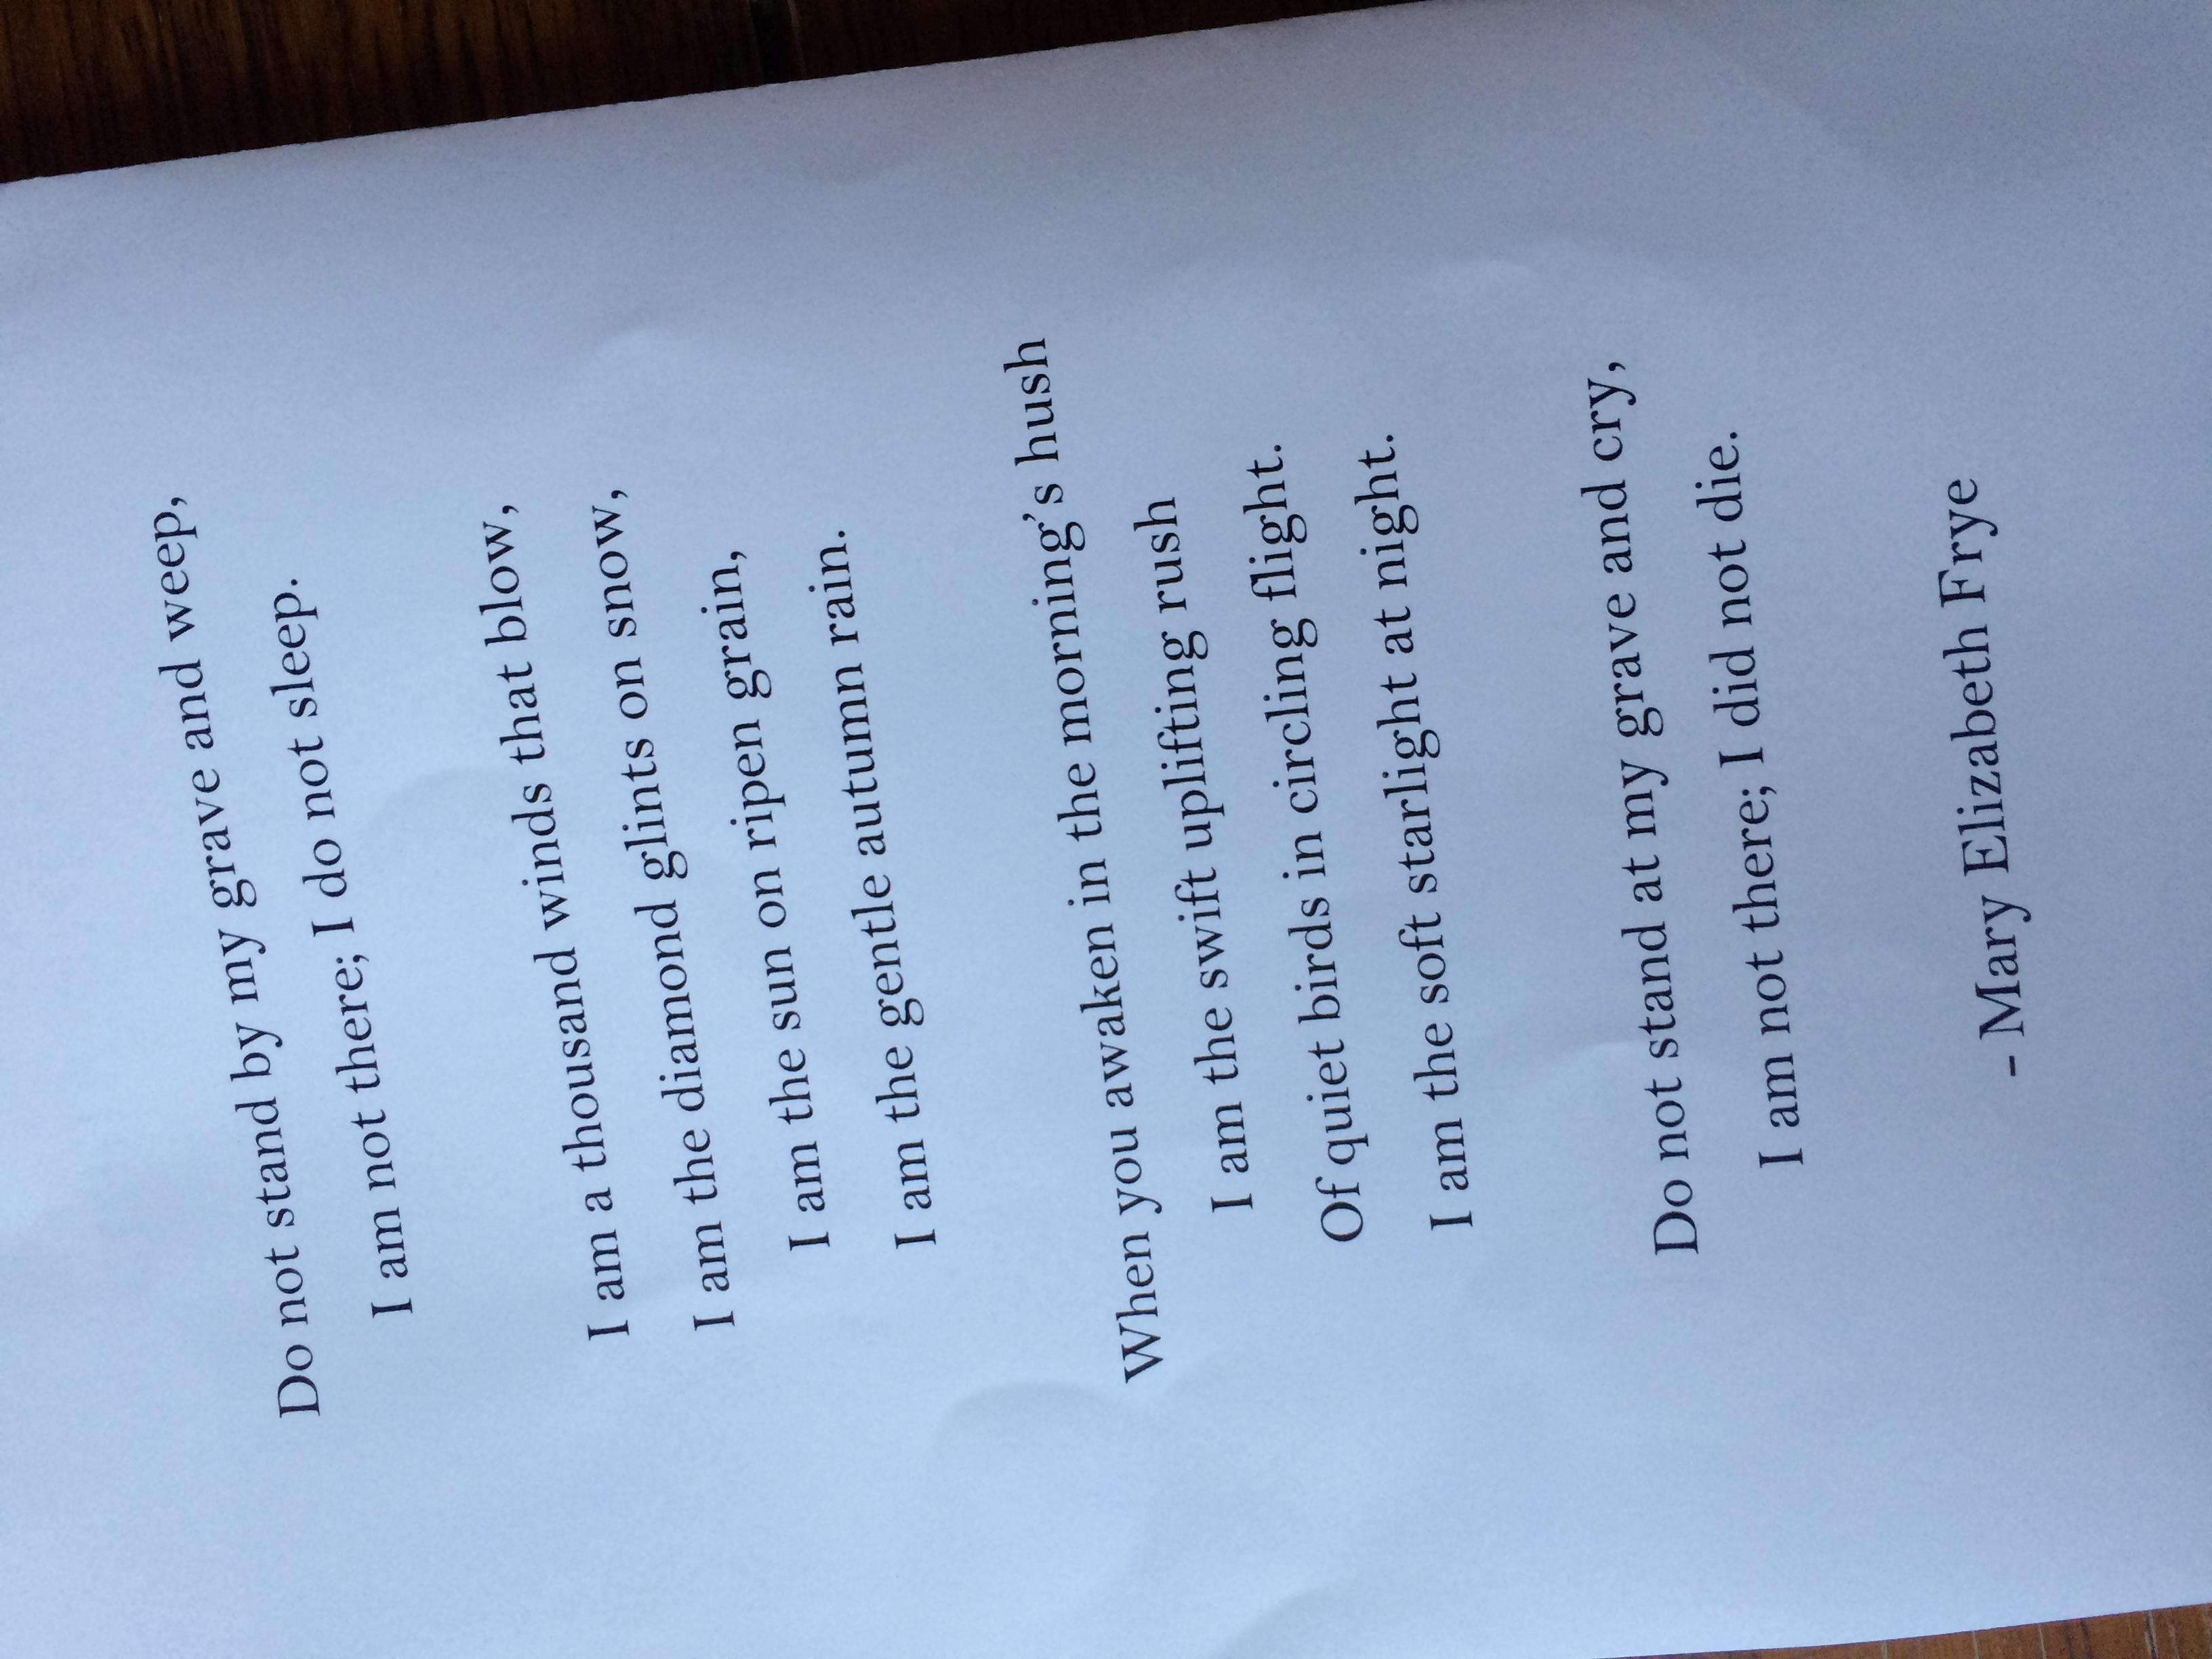 Do not stand by my grave and weep,
I am not there; I do not sleep.
I am a thousand winds that blow,
I am the diamond glints on snow,
I am the sun on ripen grain,
I am the gentle autumn rain.
When you awaken in the morning’s hush
I am the swift uplifting rush
Of quiet birds in circling flight.
I am the soft starlight at night.
Do not stand at my grave and cry,
I am not there; I did not die.
- Mary Elizabeth Frye